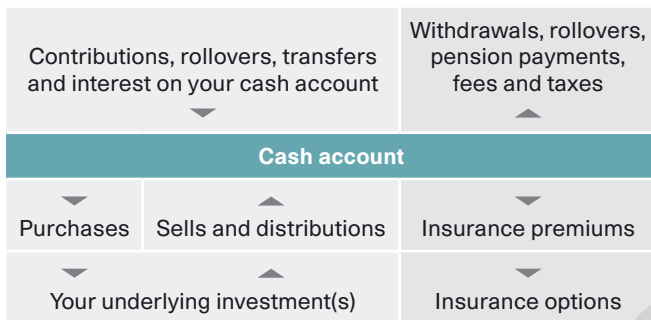 Contributions, rollovers, transfers
and interest on your cash account
Withdrawals, rollovers,
pension payments,
fees and taxes
Cash account
Purchases
Sells and distributions
Insurance premiums
Your underlying investment(s)
Insurance options